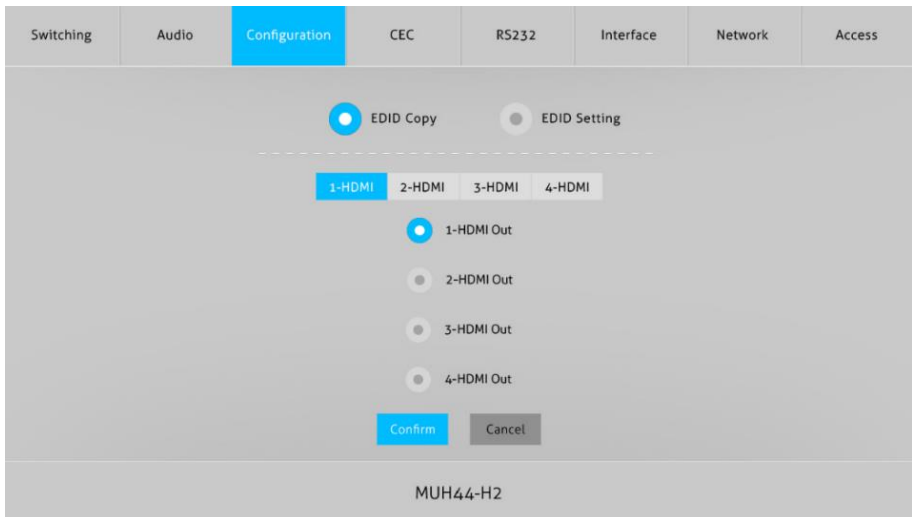 Switching Audio Configuration CEC RS232 Interface Network Access
EDID Copy EDID Setting
1-HDMI 2-HDMI 3-HDMI 4-HDMI
1-HDMI Out
2-HDMI Out
3-HDMI Out
4-HDMI Out
Confirm Cancel
MUH44-H2